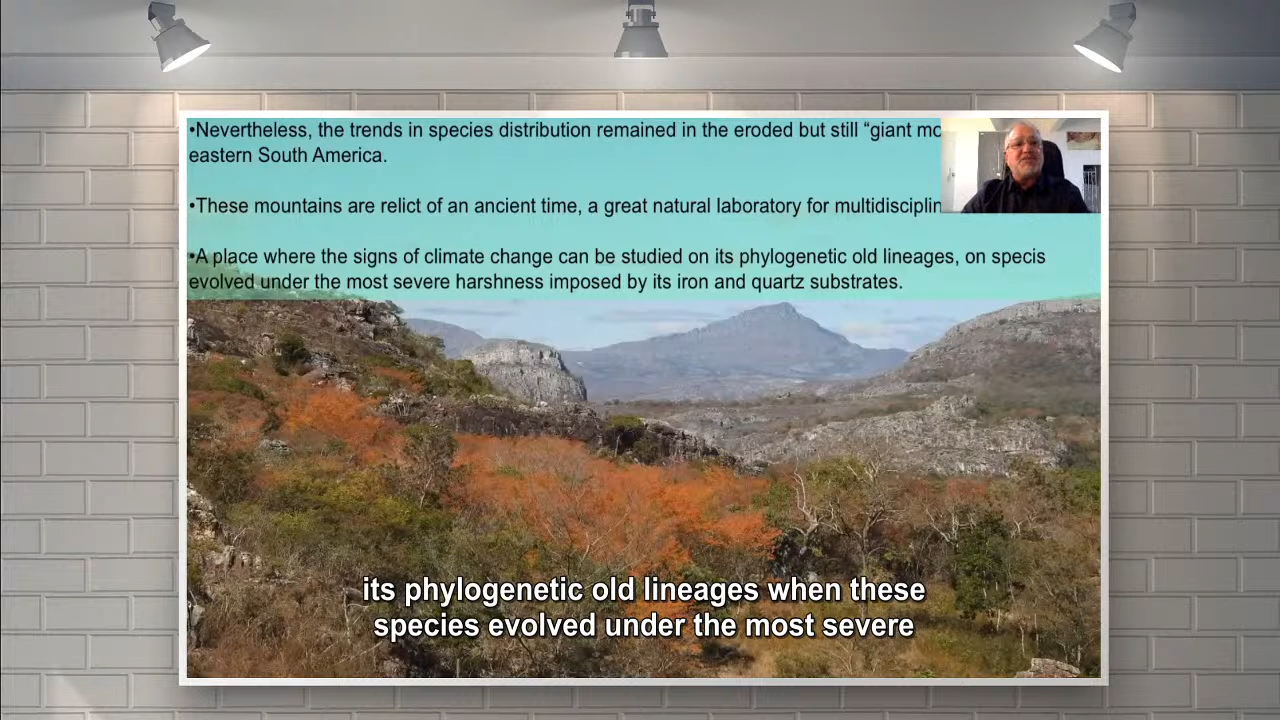 •Nevertheless, the trends in species distribution remained in the eroded but still “giant
eastern South America.
•These mountains are relict of an ancient time, a great natural laboratory for
•A place where the signs of climate change can be studied on its phylogenetic old lineages, on specis
evolved under the most severe harshness imposed by its iron and quartz substrates.
its phylogenetic old lineages when these
species evolved under the most severe